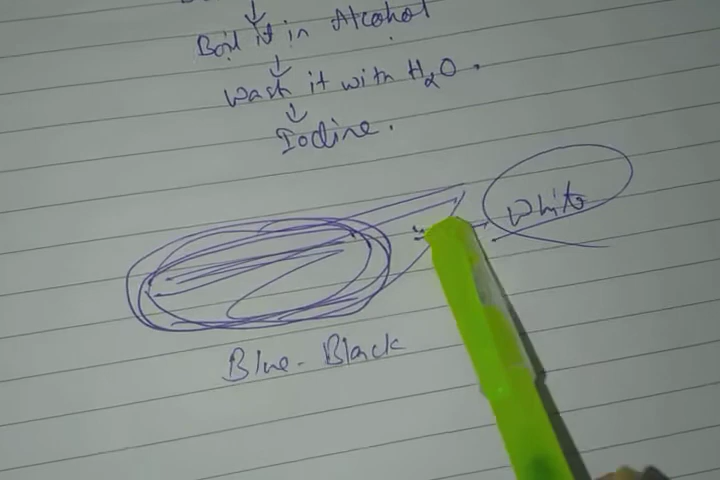 Boil it in Alcohol
Wash it with H₂O.
Iodine.
White
Blue-Black